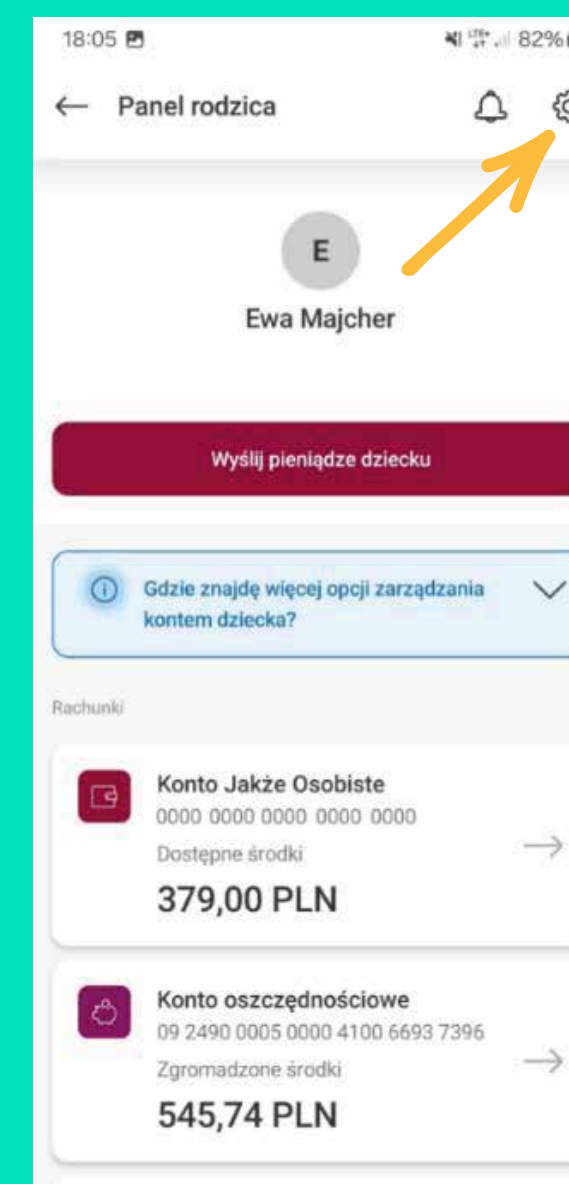 18:05
LTE+ 82%
Panel rodzica
E
Ewa Majcher
Wyślij pieniądze dziecku
Gdzie znajdę więcej opcji zarządzania
kontem dziecka?
Rachunki
Konto Jakże Osobiste
0000 0000 0000 0000 0000
Dostępne środki
379,00 PLN
Konto oszczędnościowe
09 2490 0005 0000 4100 6693 7396
Zgromadzone środki
545,74 PLN